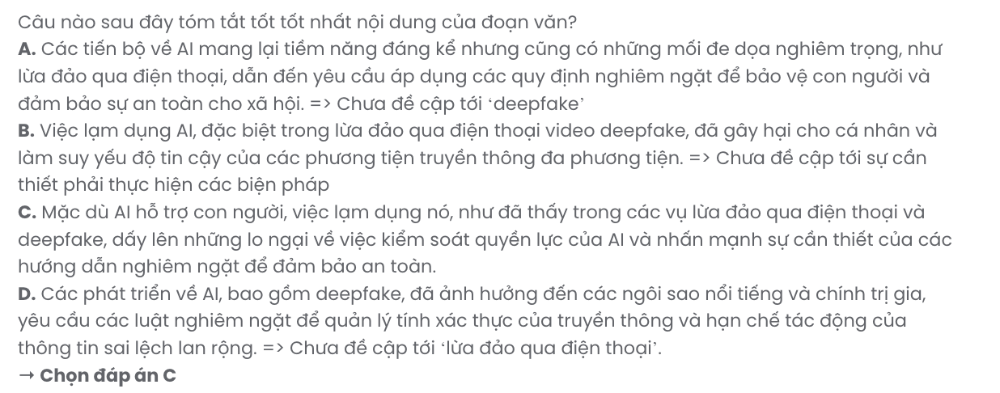 Câu nào sau đây tóm tắt tốt tốt nhất nội dung của đoạn văn?
A. Các tiến bộ về AI mang lại tiềm năng đáng kể nhưng cũng có những mối đe dọa nghiêm trọng, như
lừa đảo qua điện thoại, dẫn đến yêu cầu áp dụng các quy định nghiêm ngặt để bảo vệ con người và
đảm bảo sự an toàn cho xã hội. => Chưa đề cập tới ‘deepfake’
B. Việc lạm dụng AI, đặc biệt trong lừa đảo qua điện thoại video deepfake, đã gây hại cho cá nhân và
làm suy yếu độ tin cậy của các phương tiện truyền thông đa phương tiện. => Chưa đề cập tới sự cần
thiết phải thực hiện các biện pháp
C. Mặc dù AI hỗ trợ con người, việc lạm dụng nó, như đã thấy trong các vụ lừa đảo qua điện thoại và
deepfake, dấy lên những lo ngại về việc kiểm soát quyền lực của AI và nhấn mạnh sự cần thiết của các
hướng dẫn nghiêm ngặt để đảm bảo an toàn.
D. Các phát triển về AI, bao gồm deepfake, đã ảnh hưởng đến các ngôi sao nổi tiếng và chính trị gia,
yêu cầu các luật nghiêm ngặt để quản lý tính xác thực của truyền thông và hạn chế tác động của
thông tin sai lệch lan rộng. => Chưa đề cập tới ‘lừa đảo qua điện thoại’.
→ Chọn đáp án C